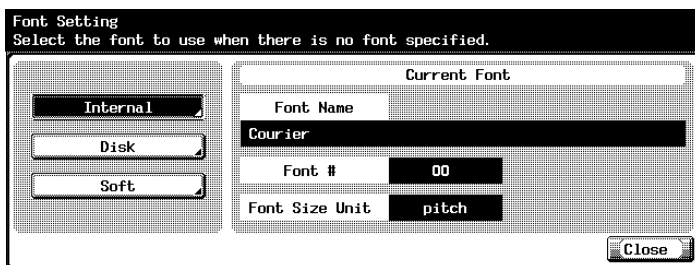 Font Setting
Select the font to use when there is no font specified.
Internal
Disk
Soft
Current Font
Font Name
Courier
Font # 00
Font Size Unit pitch
Close